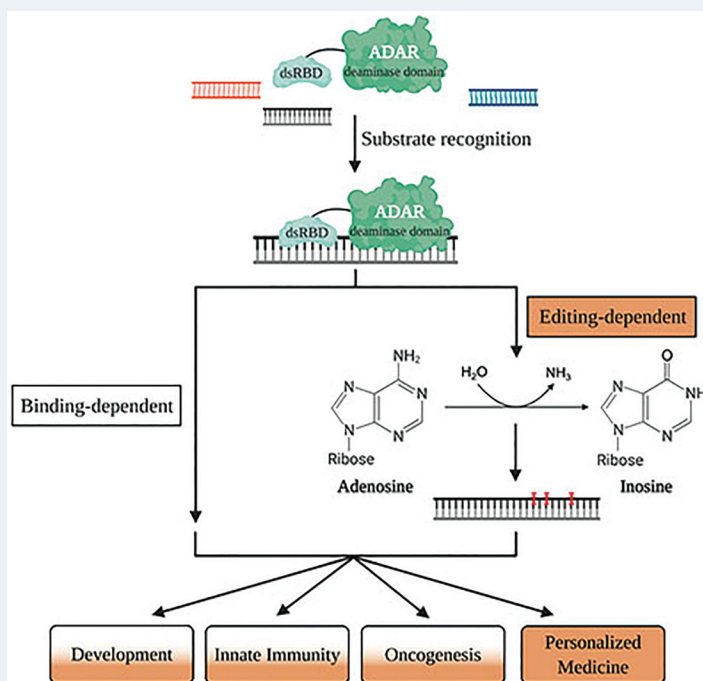 ADAR
dsRBD
deaminase domain
Substrate recognition
ADAR
dsRBD
deaminase domain
Editing-dependent
Binding-dependent
NH₂
N
N
N
N
Ribose
Adenosine
H₂O
NH₃
O
N
NH
N
N
Ribose
Inosine
Development
Innate Immunity
Oncogenesis
Personalized
Medicine